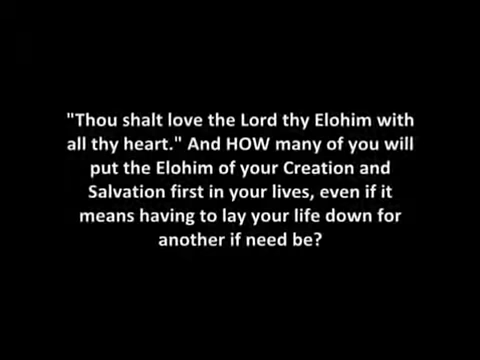 "Thou shalt love the Lord thy Elohim with
all thy heart." And HOW many of you will
put the Elohim of your Creation and
Salvation first in your lives, even if it
means having to lay your life down for
another if need be?